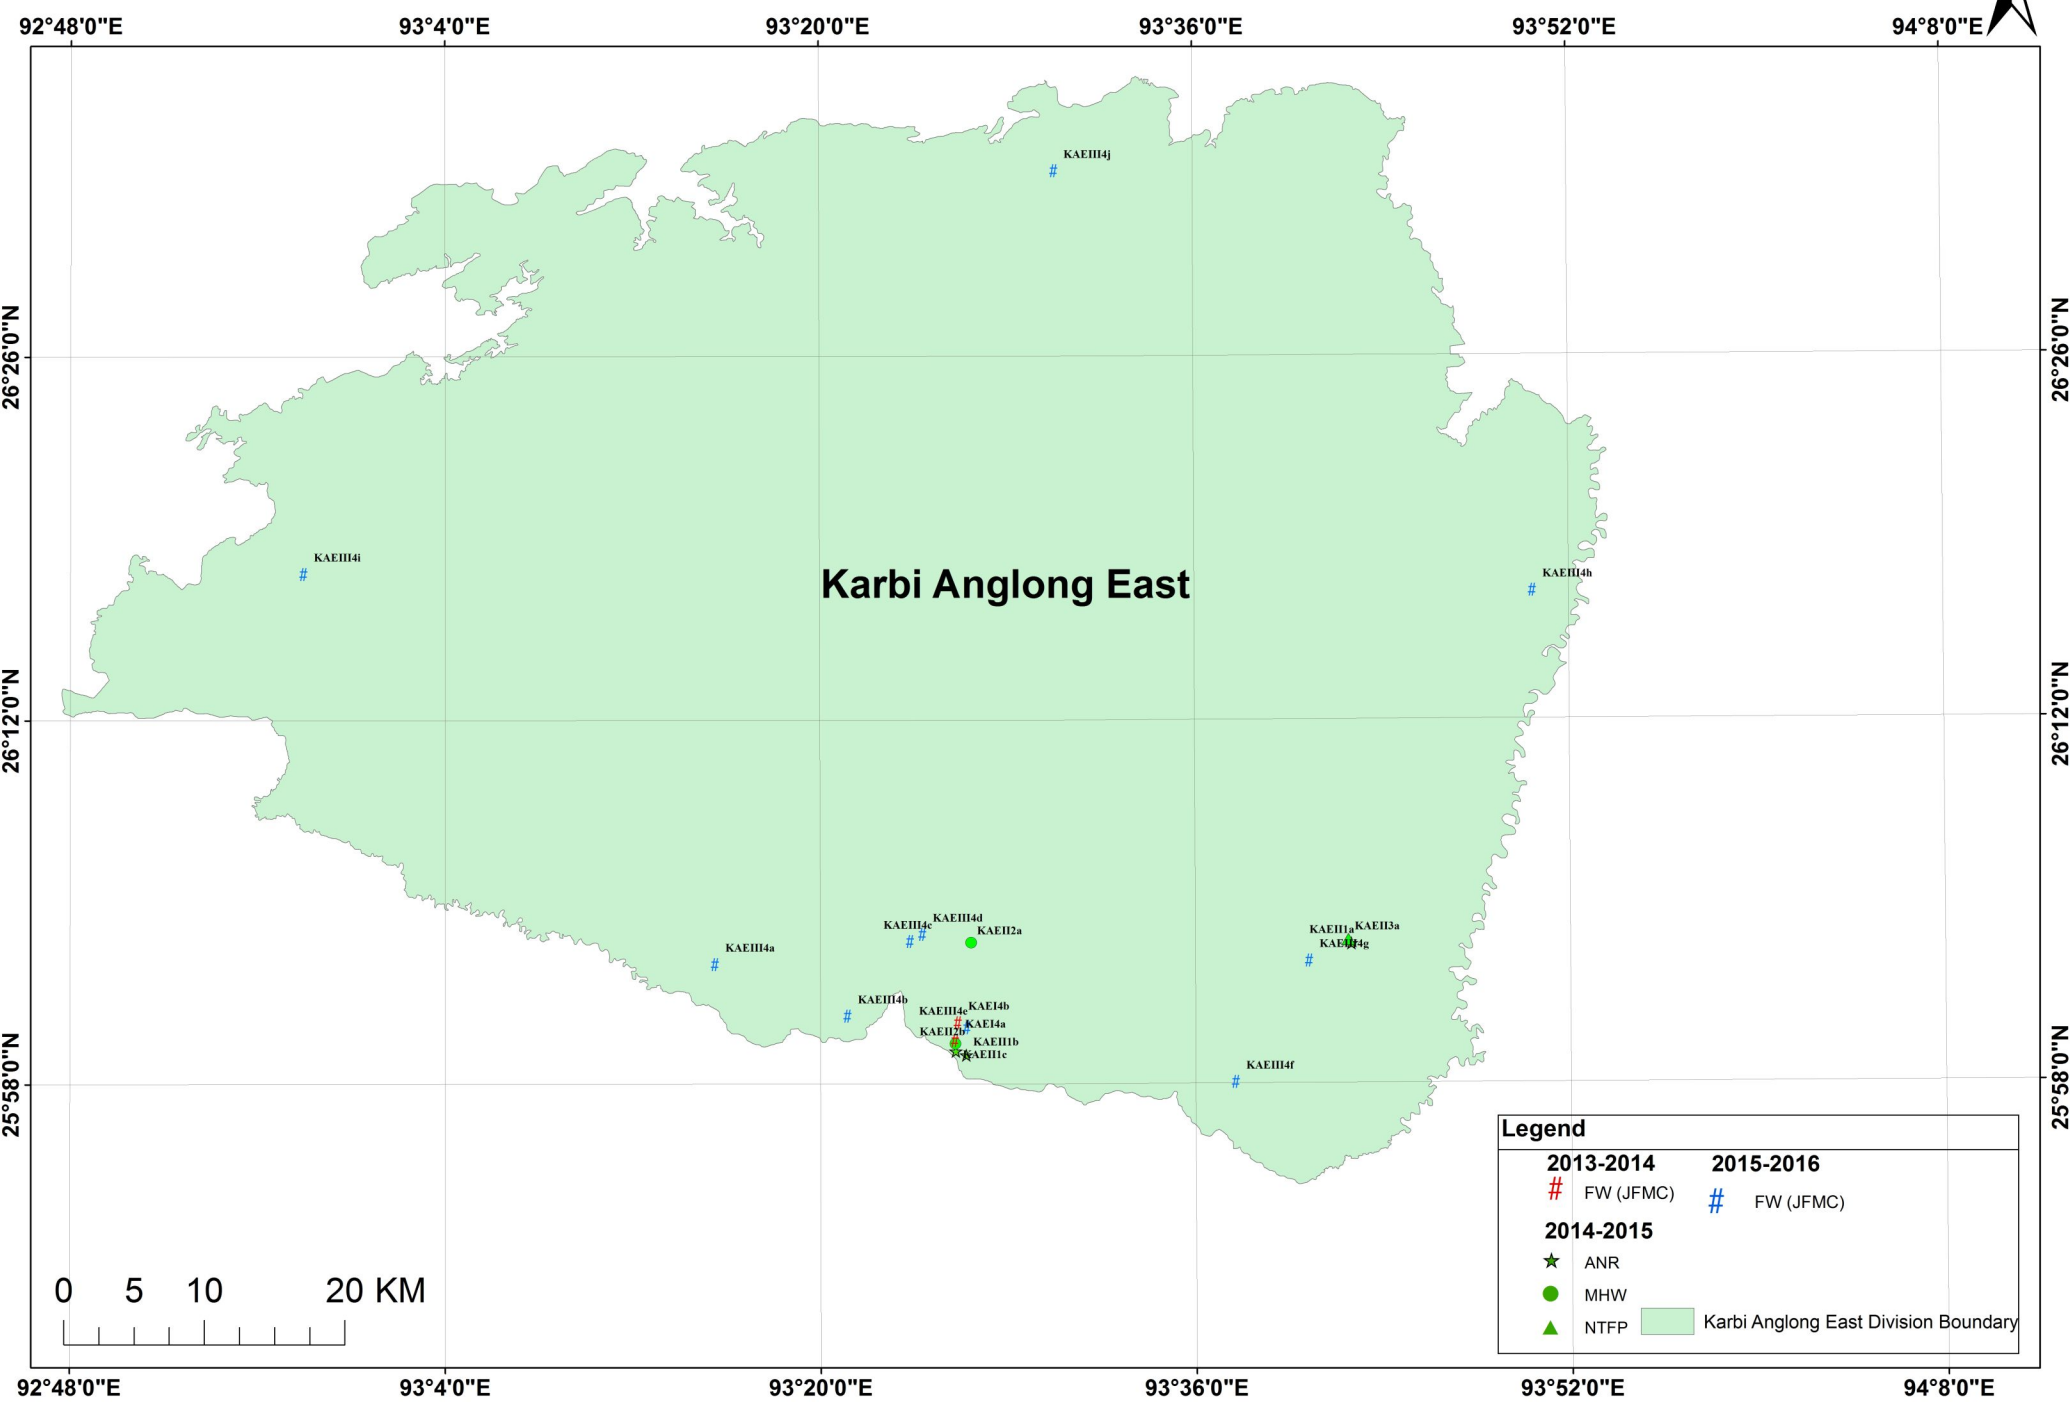 92°48'0"E 93°4'0"E 93°20'0"E 93°36'0"E 93°52'0"E 94°8'0"E
KAEIII4j
26°26'0"N 26°26'0"N
KAEIII4i
KAEIII4h
Karbi Anglong East
26°12'0"N 26°12'0"N
KAEIII4c KAEIII4d
KAEII2a
KAEII1a KAEII3a
KAEIII4g
KAEIII4a
KAEIII4b
KAEIII4e KAEI4b
KAEI4a
KAEII2b
KAEII1b
KAEII1c
KAEIII4f
25°58'0"N 25°58'0"N
Legend
2013-2014 2015-2016
# FW (JFMC) # FW (JFMC)
2014-2015
ANR
MHW
NTFP Karbi Anglong East Division Boundary
0 5 10 20 KM
92°48'0"E 93°4'0"E 93°20'0"E 93°36'0"E 93°52'0"E 94°8'0"E